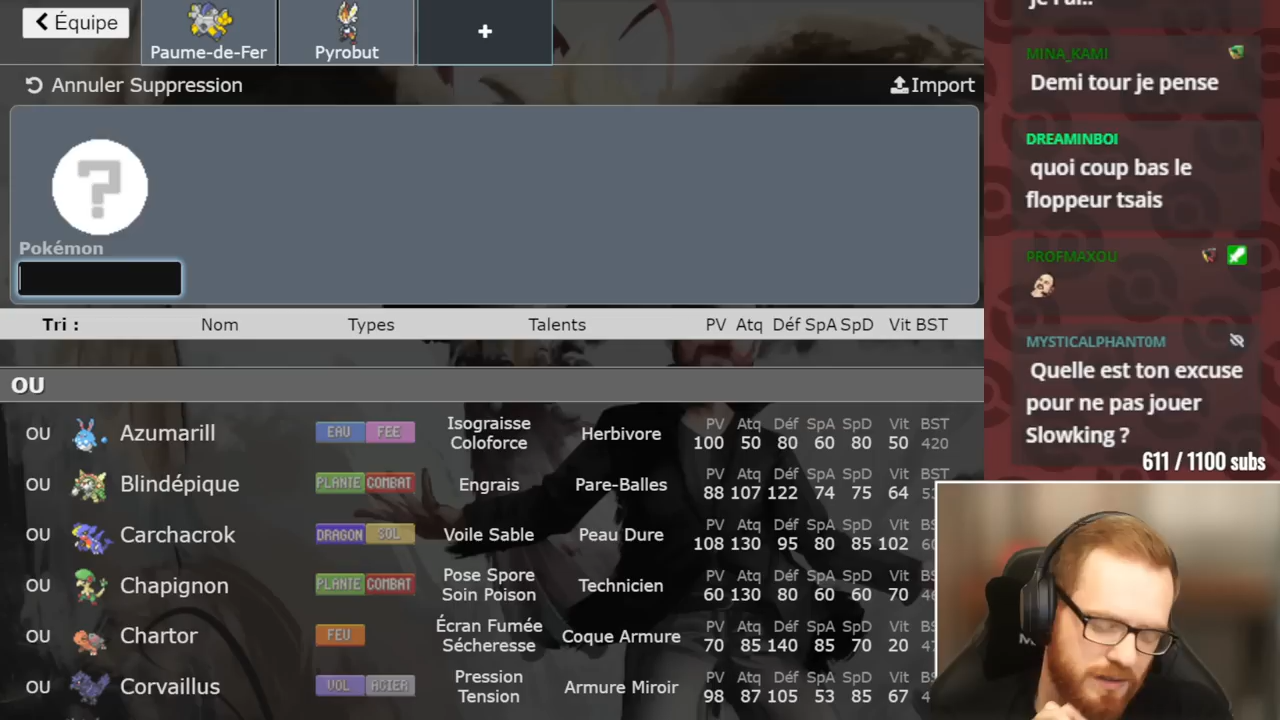 Équipe
Paume-de-Fer
Pyrobut
+
Annuler Suppression
Import
Pokémon
Tri : Nom Types Talents PV Atq Déf SpA SpD Vit BST
OU
OU Azumarill EAU FEE Isograisse Coloforce Herbivore PV 100 Atq 50 Déf 80 SpA 60 SpD 80 Vit 50 BST 420
OU Blindépique PLANTE COMBAT Engrais Pare-Balles PV 88 Atq 107 Déf 122 SpA 74 SpD 75 Vit 64
OU Carchacrok DRAGON SOL Voile Sable Peau Dure PV 108 Atq 130 Déf 95 SpA 80 SpD 85 Vit 102
OU Chapignon PLANTE COMBAT Pose Spore Soin Poison Technicien PV 60 Atq 130 Déf 80 SpA 60 SpD 60 Vit 70
OU Chartor FEU Écran Fumée Sécheresse Coque Armure PV 70 Atq 85 Déf 140 SpA 85 SpD 70 Vit 20
OU Corvaillus VOL ACIER Pression Tension Armure Miroir PV 98 Atq 87 Déf 105 SpA 53 SpD 85 Vit 67
je l'ai..
MINA_KAMI
Demi tour je pense
DREAMINBOI
quoi coup bas le
floppeur tsais
PROFMAXOU
MYSTICALPHANT0M
Quelle est ton excuse
pour ne pas jouer
Slowking ?
611 / 1100 subs